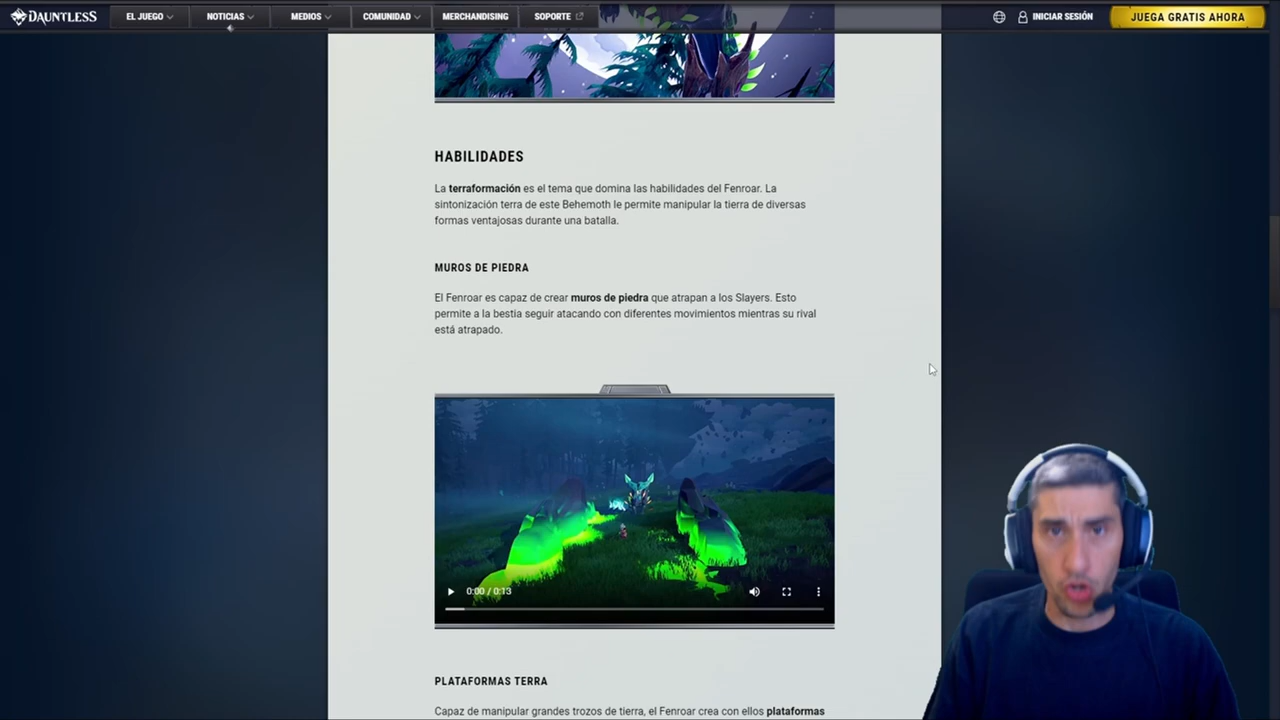 DAUNTLESS
EL JUEGO
NOTICIAS
MEDIOS
COMUNIDAD
MERCHANDISING
SOPORTE
INICIAR SESIÓN
JUEGA GRATIS AHORA
HABILIDADES
La terraformación es el tema que domina las habilidades del Fenroar. La
sintonización terra de este Behemoth le permite manipular la tierra de diversas
formas ventajosas durante una batalla.
MUROS DE PIEDRA
El Fenroar es capaz de crear muros de piedra que atrapan a los Slayers. Esto
permite a la bestia seguir atacando con diferentes movimientos mientras su rival
está atrapado.
0:00 / 0:13
PLATAFORMAS TERRA
Capaz de manipular grandes trozos de tierra, el Fenroar crea con ellos plataformas